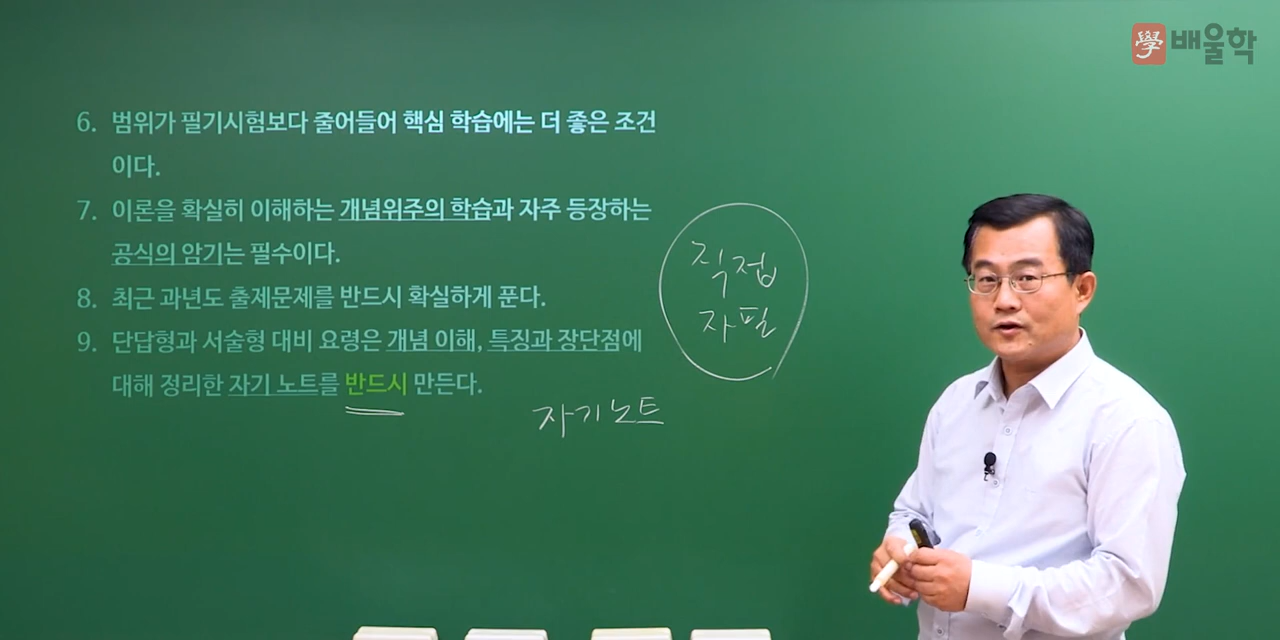 學 배울학
6. 범위가 필기시험보다 줄어들어 핵심 학습에는 더 좋은 조건
이다.
7. 이론을 확실히 이해하는 개념위주의 학습과 자주 등장하는
공식의 암기는 필수이다.
8. 최근 과년도 출제문제를 반드시 확실하게 푼다.
9. 단답형과 서술형 대비 요령은 개념 이해, 특징과 장단점에
대해 정리한 자기 노트를 반드시 만든다.
직접
자필
자기노트